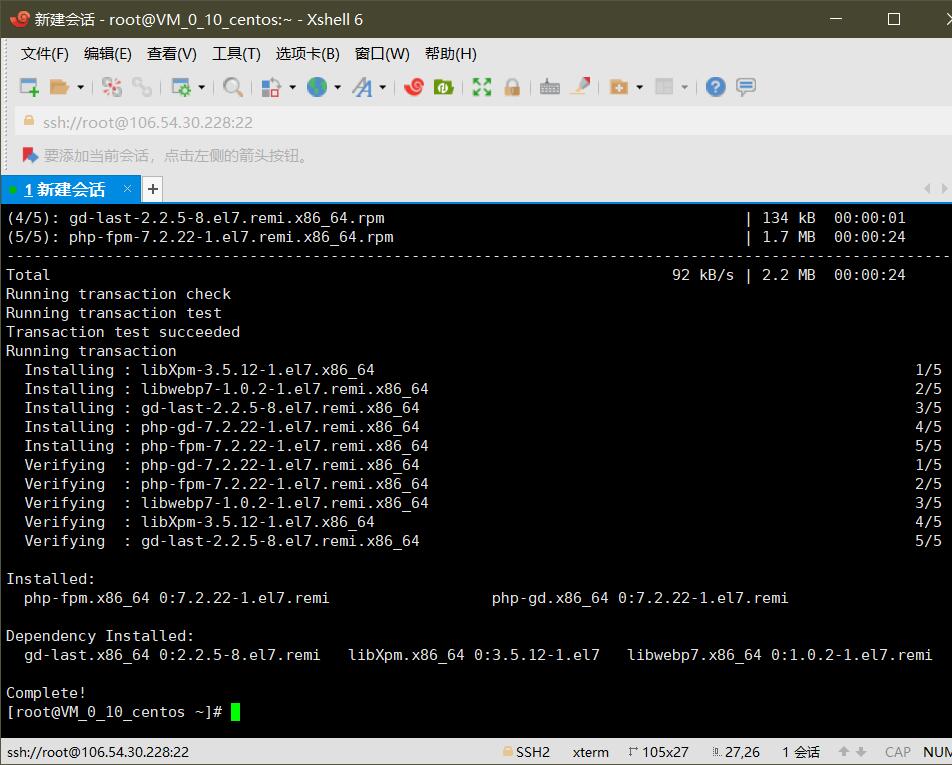 新建会话 - root@VM_0_10_centos:~ - Xshell 6
文件(F) 编辑(E) 查看(V) 工具(T) 选项卡(B) 窗口(W) 帮助(H)
ssh://root@106.54.30.228:22
要添加当前会话，点击左侧的箭头按钮。
1 新建会话 × +
(4/5): gd-last-2.2.5-8.el7.remi.x86_64.rpm | 134 kB 00:00:01
(5/5): php-fpm-7.2.22-1.el7.remi.x86_64.rpm | 1.7 MB 00:00:24
--------------------------------------------------------------------------------------------------------
Total 92 kB/s | 2.2 MB 00:00:24
Running transaction check
Running transaction test
Transaction test succeeded
Running transaction
Installing : libXpm-3.5.12-1.el7.x86_64 1/5
Installing : libwebp7-1.0.2-1.el7.remi.x86_64 2/5
Installing : gd-last-2.2.5-8.el7.remi.x86_64 3/5
Installing : php-gd-7.2.22-1.el7.remi.x86_64 4/5
Installing : php-fpm-7.2.22-1.el7.remi.x86_64 5/5
Verifying : php-gd-7.2.22-1.el7.remi.x86_64 1/5
Verifying : php-fpm-7.2.22-1.el7.remi.x86_64 2/5
Verifying : libwebp7-1.0.2-1.el7.remi.x86_64 3/5
Verifying : libXpm-3.5.12-1.el7.x86_64 4/5
Verifying : gd-last-2.2.5-8.el7.remi.x86_64 5/5
Installed:
php-fpm.x86_64 0:7.2.22-1.el7.remi php-gd.x86_64 0:7.2.22-1.el7.remi
Dependency Installed:
gd-last.x86_64 0:2.2.5-8.el7.remi libXpm.x86_64 0:3.5.12-1.el7 libwebp7.x86_64 0:1.0.2-1.el7.remi
Complete!
[root@VM_0_10_centos ~]#
ssh://root@106.54.30.228:22 SSH2 xterm 105x27 27,26 1 会话 CAP NUM